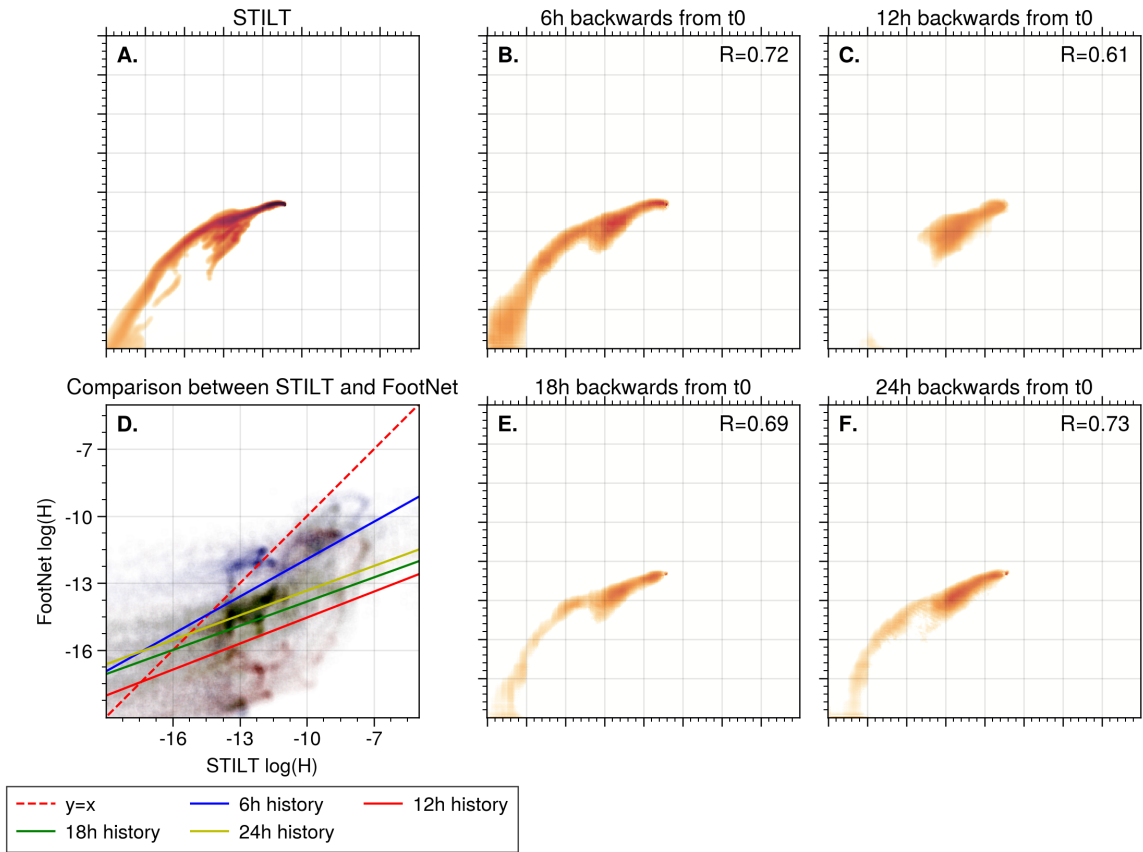 STILT
6h backwards from t0
12h backwards from t0
A.
B.
R=0.72
C.
R=0.61
Comparison between STILT and FootNet
18h backwards from t0
24h backwards from t0
D.
E.
R=0.69
F.
R=0.73
-7
-10
-13
-16
FootNet log(H)
-16
-13
-10
-7
STILT log(H)
y=x
6h history
12h history
18h history
24h history